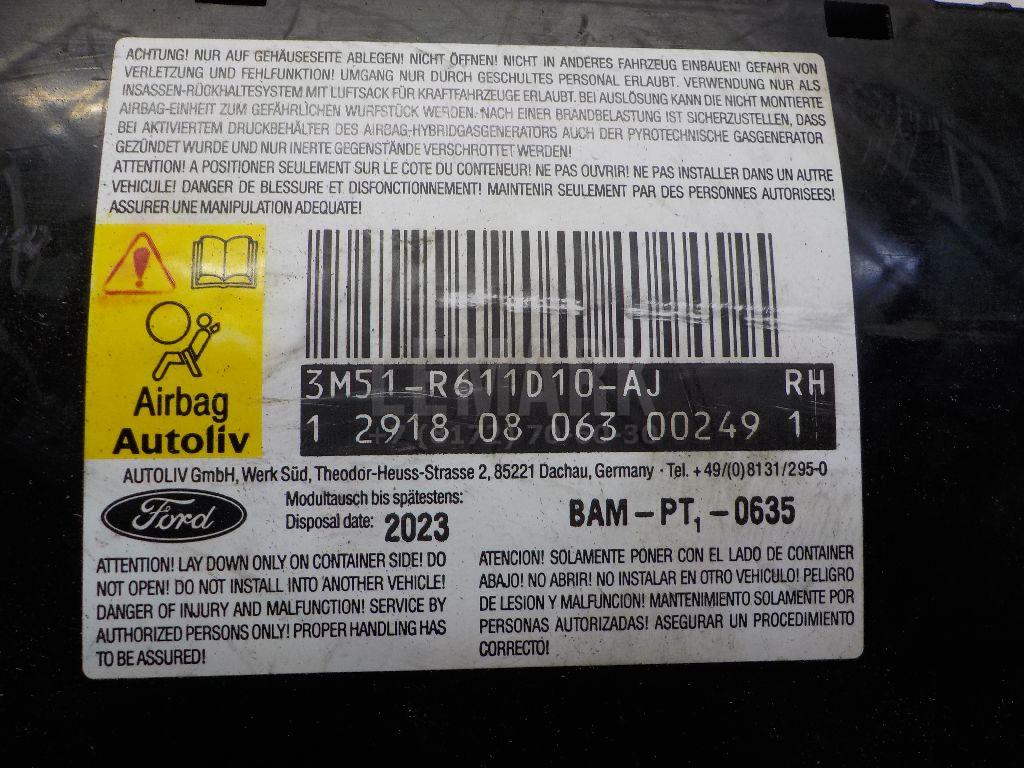 ACHTUNG! NUR AUF GEHÄUSESEITE ABLEGEN! NICHT ÖFFNEN! NICHT IN ANDERES FAHRZEUG EINBAUEN! GEFAHR VON
VERLETZUNG UND FEHLFUNKTION! UMGANG NUR DURCH GESCHULTES PERSONAL ERLAUBT. VERWENDUNG NUR ALS
INSASSEN-RÜCKHALTESYSTEM MIT LUFTSACK FÜR KRAFTFAHRZEUGE ERLAUBT. BEI AUSLÖSUNG KANN DIE NICHT MONTIERTE
AIRBAG-EINHEIT ZUM GEFÄHRLICHEN WURFSTÜCK WERDEN. NACH EINER BRANDBELASTUNG IST SICHERZUSTELLEN, DASS
BEI AKTIVIERTEM DRUCKBEHÄLTER DES AIRBAG-HYBRIDGASGENERATORS AUCH DER PYROTECHNISCHE GASGENERATOR
GEZÜNDET WURDE UND NUR INERTE GEGENSTÄNDE VERSCHROTTET WERDEN!
ATTENTION! A POSITIONER SEULEMENT SUR LE COTE DU CONTENEUR! NE PAS OUVRIR! NE PAS INSTALLER DANS UN AUTRE
VEHICULE! DANGER DE BLESSURE ET DISFONCTIONNEMENT! MAINTENIR SEULEMENT PAR DES PERSONNES AUTORISEES!
ASSURER UNE MANIPULATION ADEQUATE!
Airbag
Autoliv
3M51-R611D10-AJ RH
1 2918 08 063 00249 1
AUTOLIV GmbH, Werk Süd, Theodor-Heuss-Strasse 2, 85221 Dachau, Germany · Tel. +49/(0)8131/295-0
Ford
Modultausch bis spätestens:
Disposal date: 2023
BAM-PT₁-0635
ATTENTION! LAY DOWN ONLY ON CONTAINER SIDE! DO
NOT OPEN! DO NOT INSTALL INTO ANOTHER VEHICLE!
DANGER OF INJURY AND MALFUNCTION! SERVICE BY
AUTHORIZED PERSONS ONLY! PROPER HANDLING HAS
TO BE ASSURED!
ATENCION! SOLAMENTE PONER CON EL LADO DE CONTAINER
ABAJO! NO ABRIR! NO INSTALAR EN OTRO VEHICULO! PELIGRO
DE LESION Y MALFUNCION! MANTENIMIENTO SOLAMENTE POR
PERSONAS AUTORIZADAS! ASEGURAR UN PROCEDIMIENTO
CORRECTO!